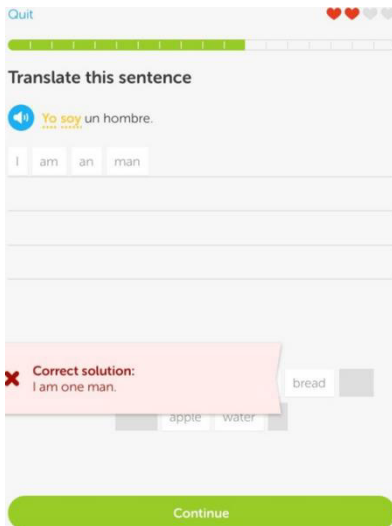 Quit
Translate this sentence
Yo soy un hombre.
I am an man
Correct solution:
I am one man.
bread
apple water
Continue